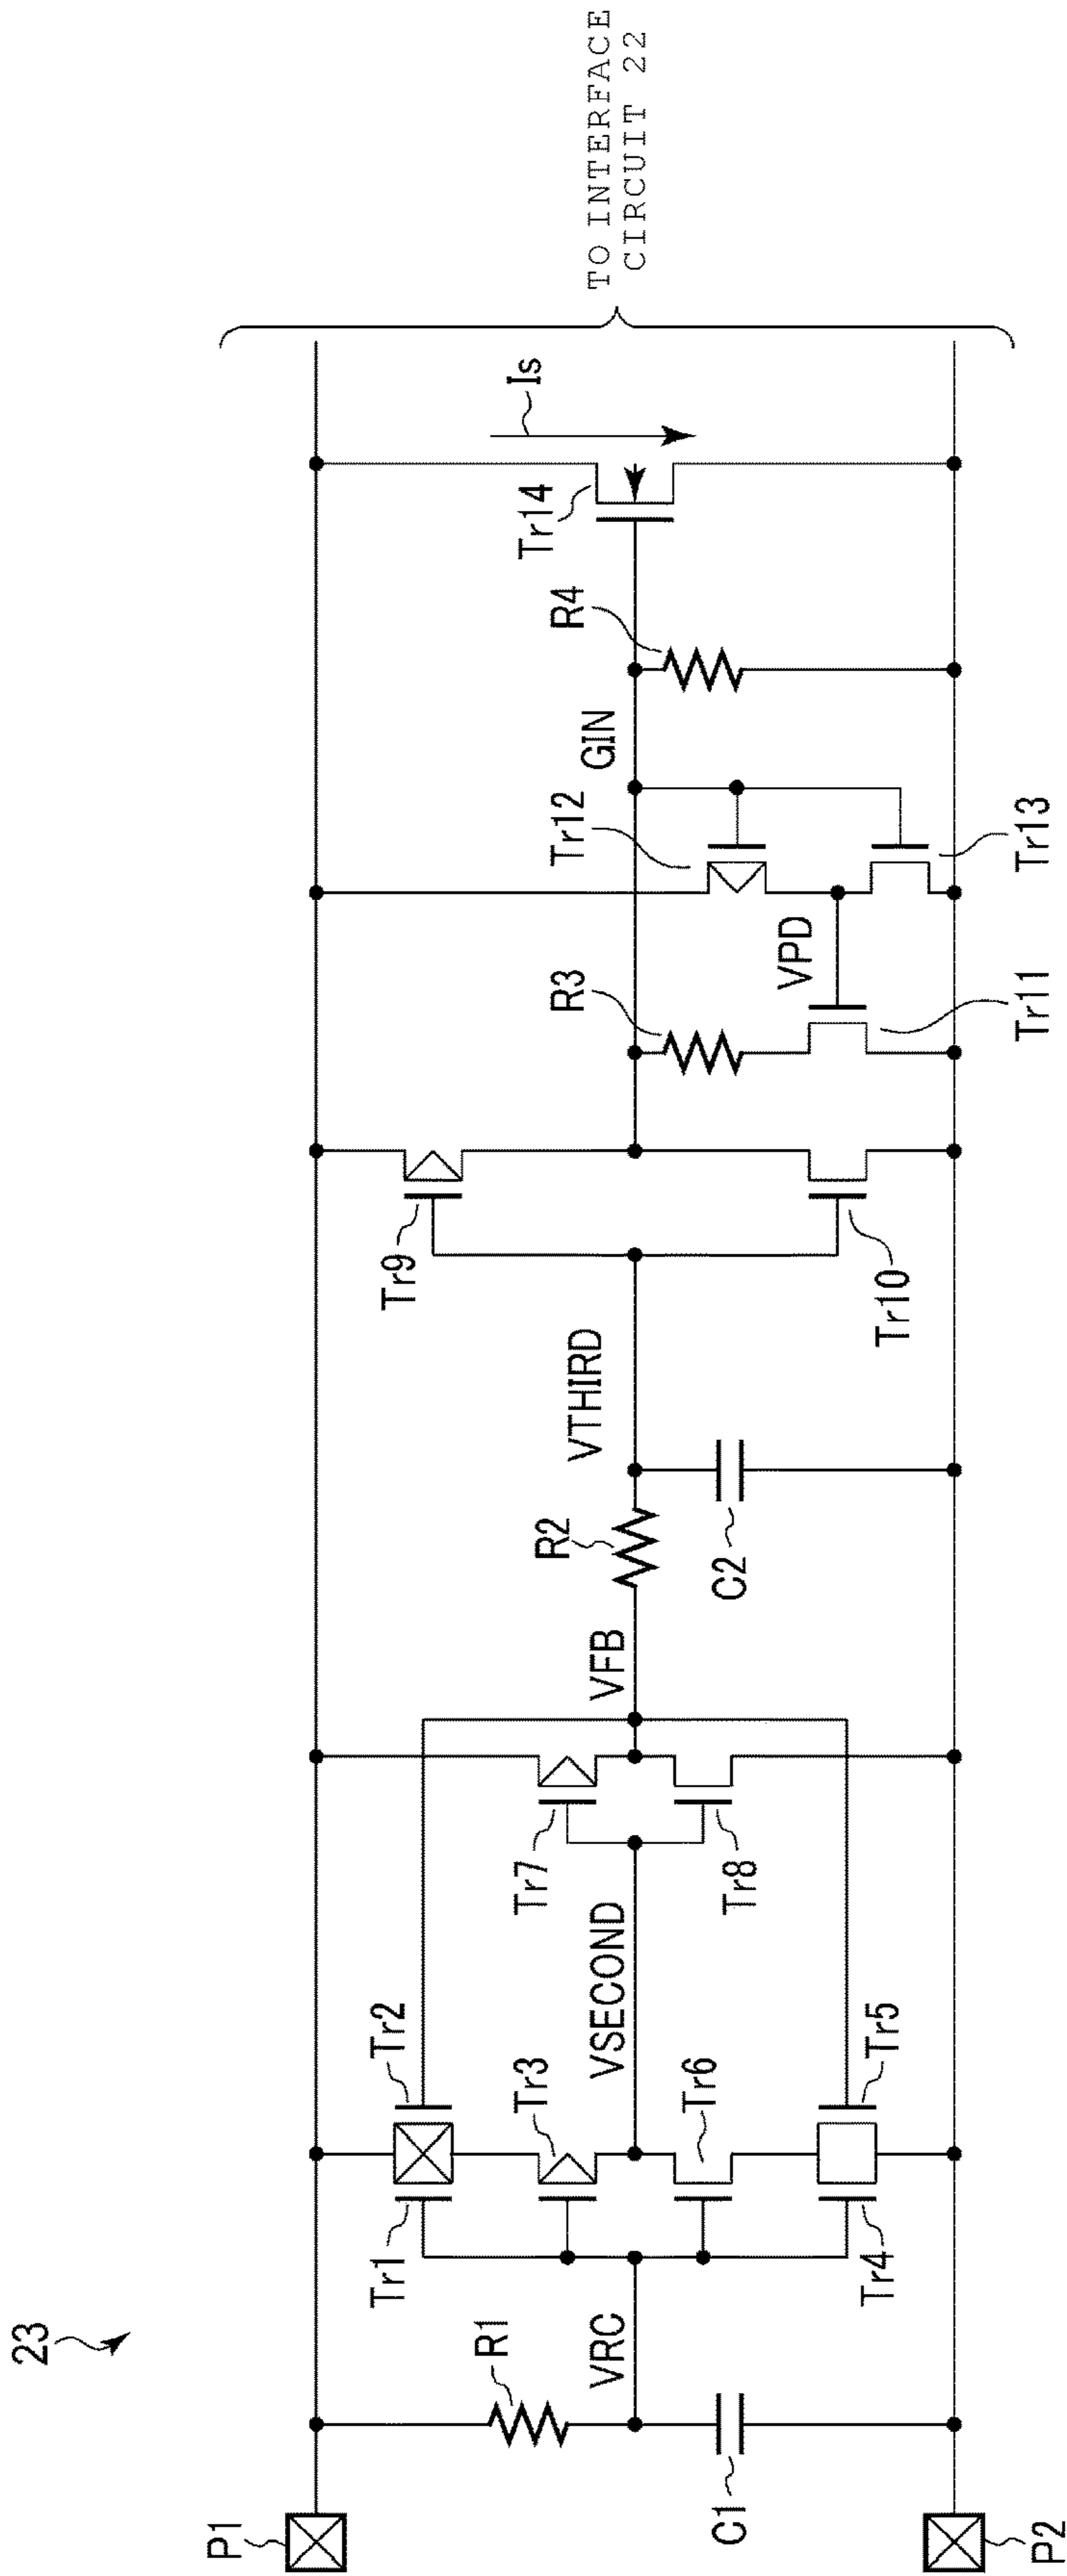 23
P1
R1
VRC
C1
P2
Tr1
Tr2
Tr3
VSECOND
Tr6
Tr4
Tr5
Tr7
Tr8
VFB
R2
VTHIRD
C2
Tr9
Tr10
R3
VPD
Tr11
Tr12
Tr13
GIN
R4
Tr14
Is
TO INTERFACE
CIRCUIT 22